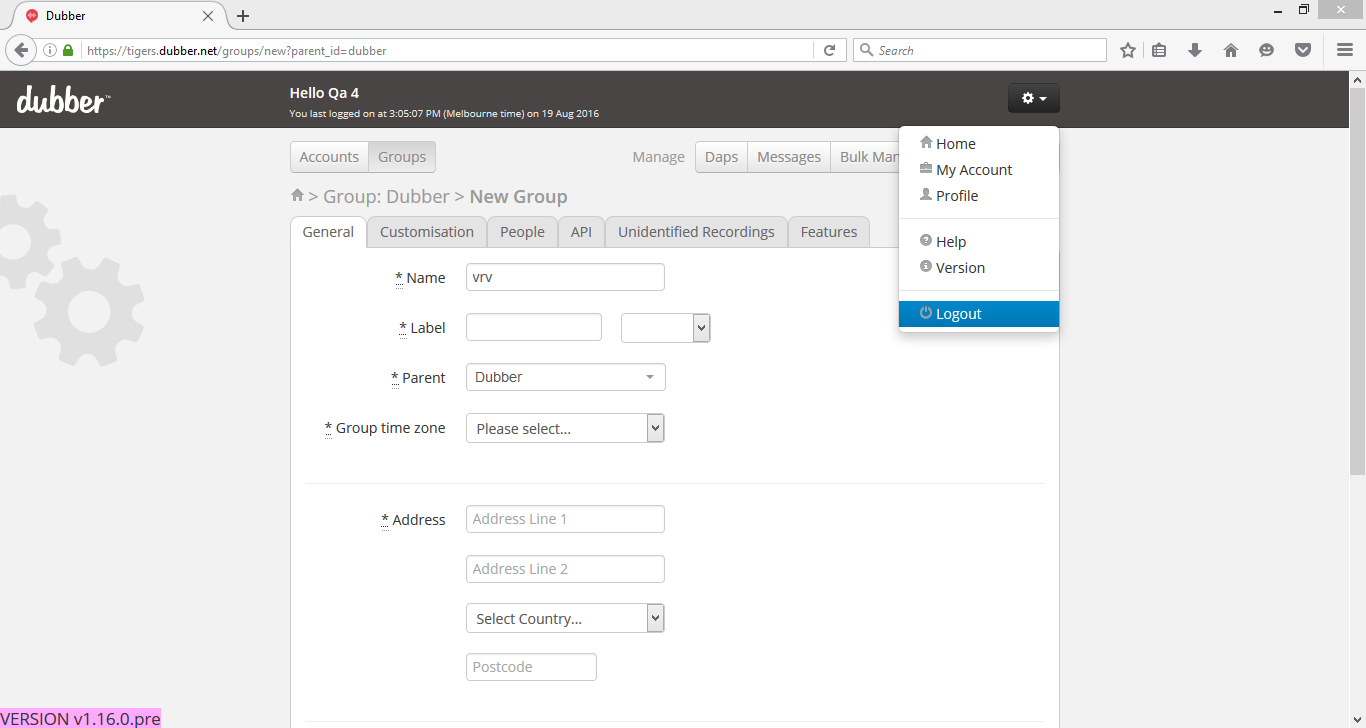 Dubber
https://tigers.dubber.net/groups/new?parent_id=dubber
Search
dubber™
Hello Qa 4
You last logged on at 3:05:07 PM (Melbourne time) on 19 Aug 2016
Accounts Groups Manage Daps Messages Bulk Man
Home
My Account
Profile
Help
Version
Logout
> Group: Dubber > New Group
General Customisation People API Unidentified Recordings Features
* Name vrv
* Label
* Parent Dubber
* Group time zone Please select...
* Address Address Line 1
Address Line 2
Select Country...
Postcode
VERSION v1.16.0.pre